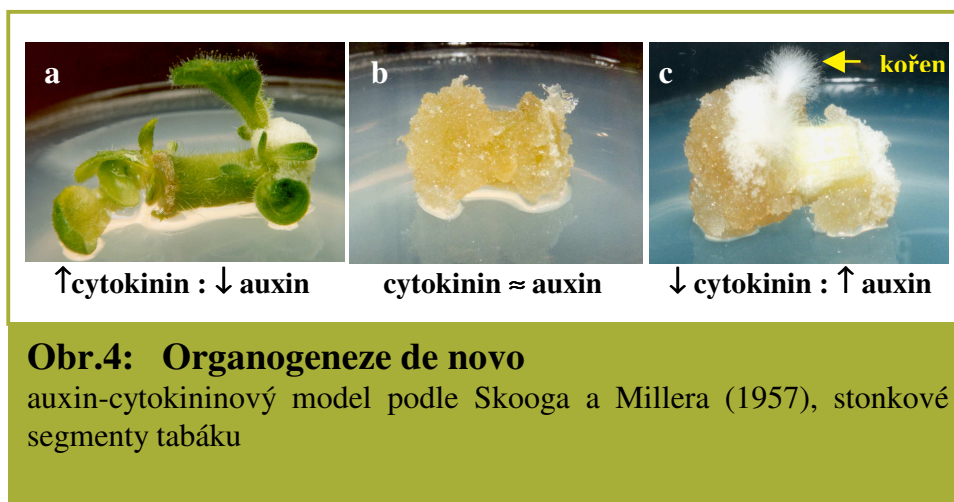 a
b
c
kořen
↑cytokinin : ↓ auxin
cytokinin ≈ auxin
↓ cytokinin : ↑ auxin
Obr.4: Organogeneze de novo
auxin-cytokininový model podle Skooga a Millera (1957), stonkové
segmenty tabáku